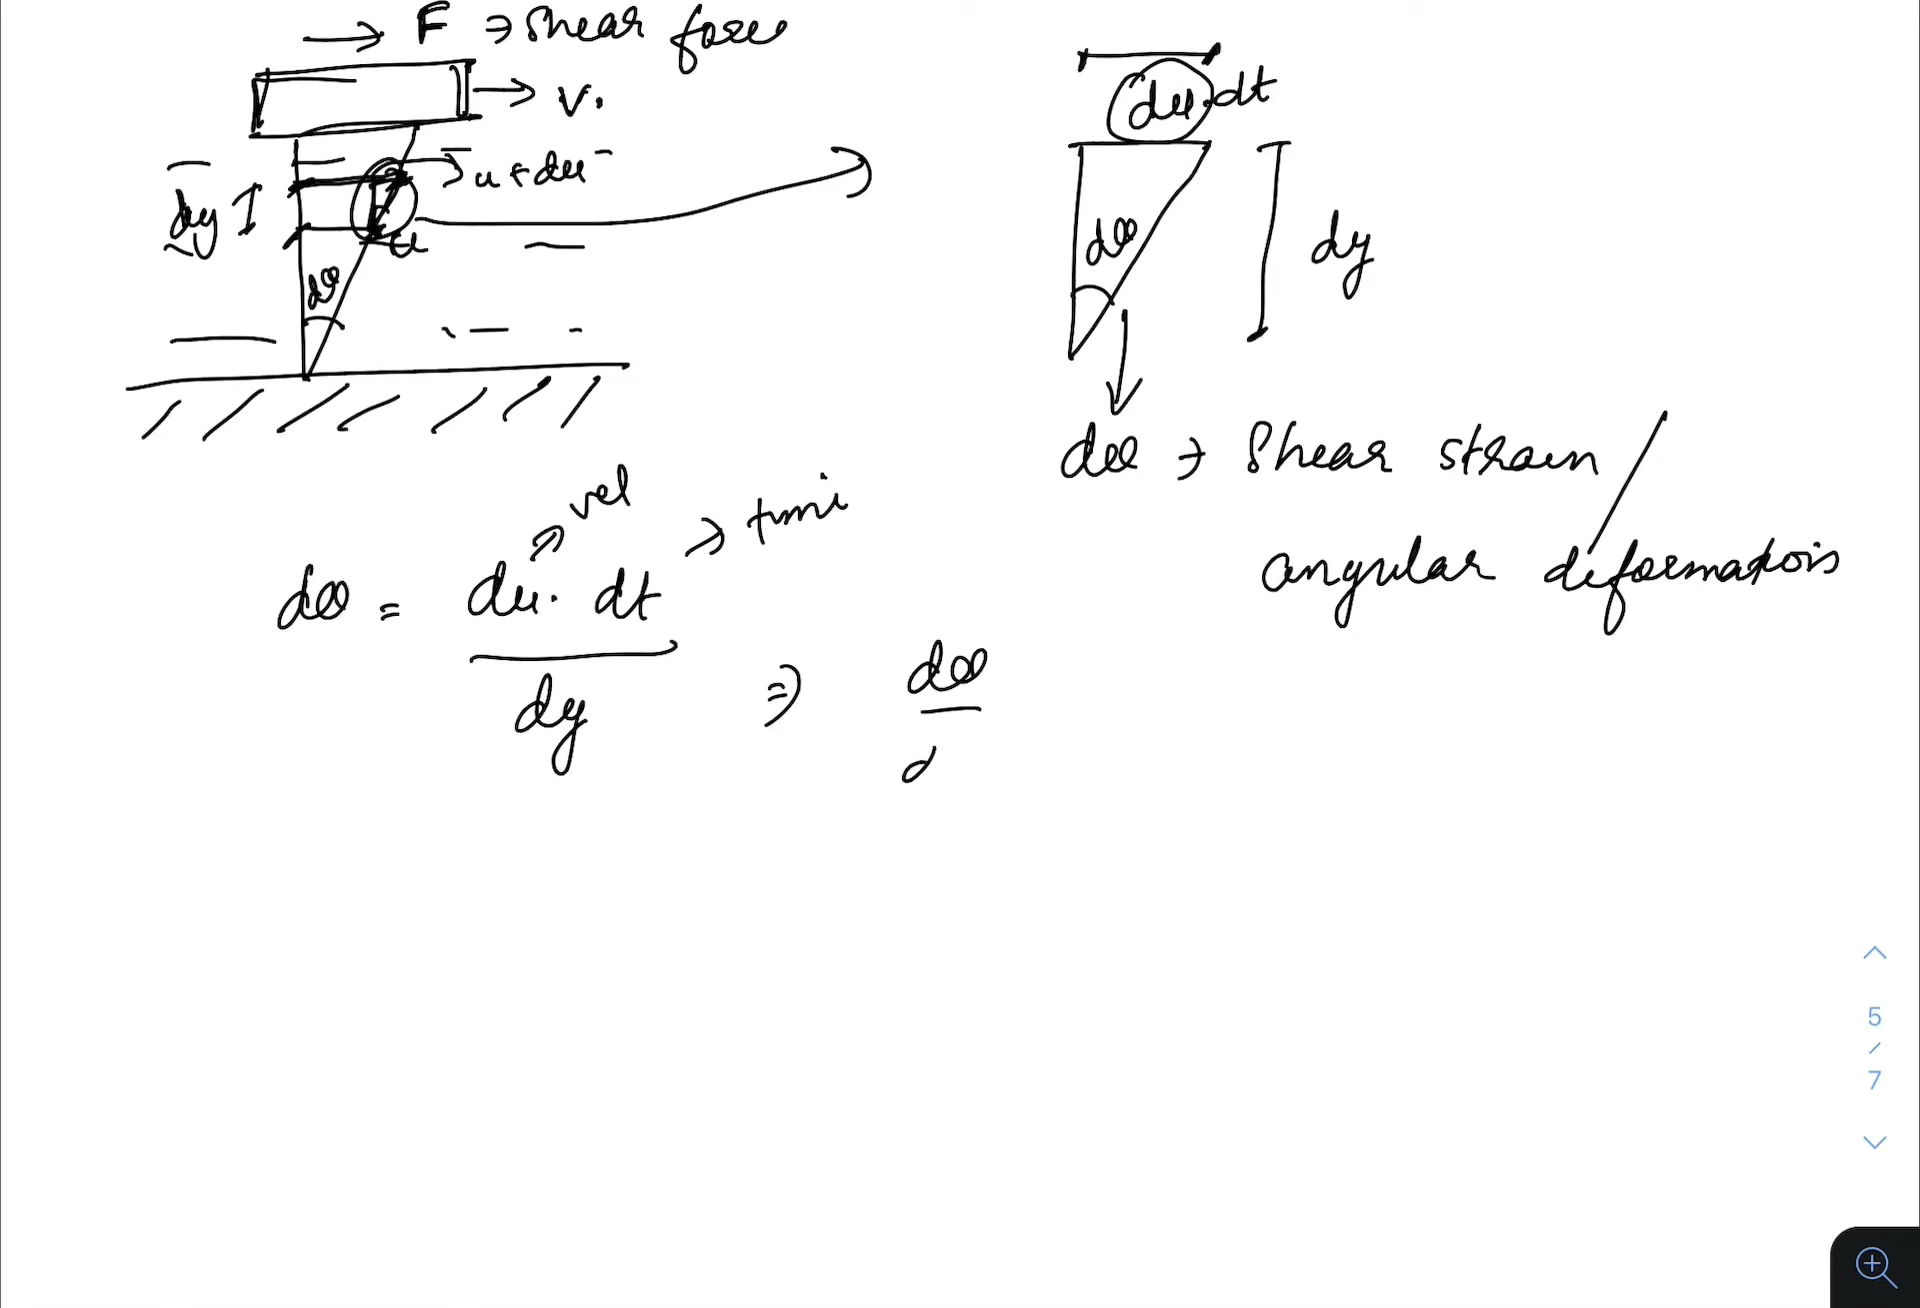 F ⇒ Shear force
V.
u + du
dy
u
dθ
du.dt
dθ
dy
dθ → Shear strain /
angular deformation
vel
time
dθ = du. dt
dy
⇒ dθ
d
5
/
7